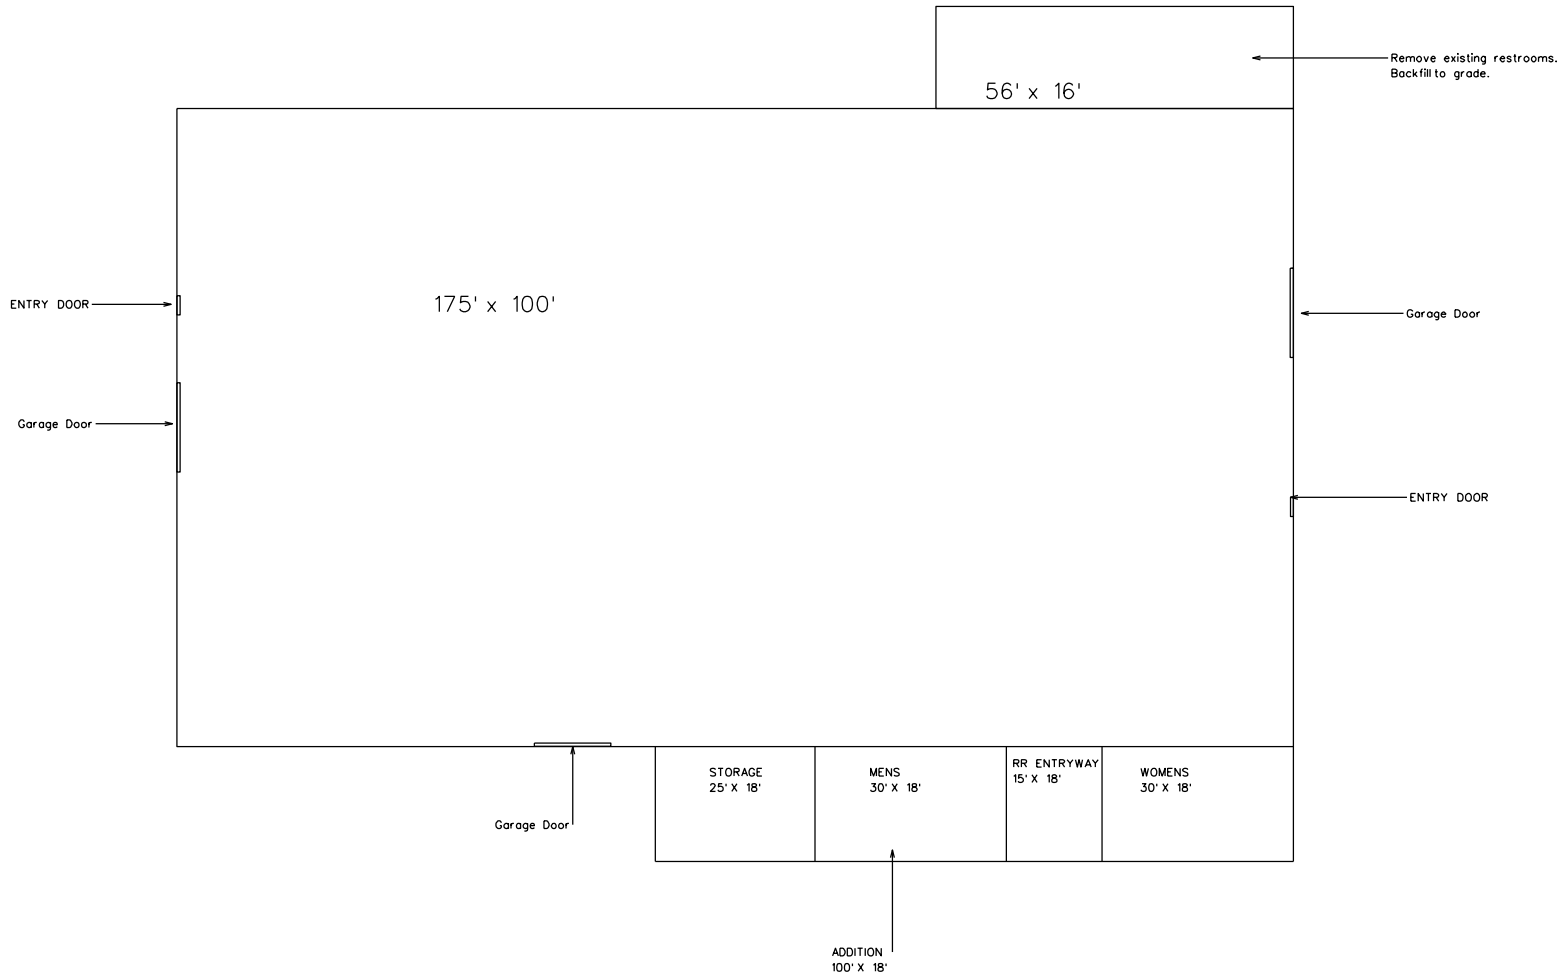 Remove existing restrooms.
Backfill to grade.
56' x 16'
175' x 100'
ENTRY DOOR
Garage Door
Garage Door
ENTRY DOOR
STORAGE
25' X 18'
MENS
30' X 18'
RR ENTRYWAY
15' X 18'
WOMENS
30' X 18'
Garage Door
ADDITION
100' X 18'